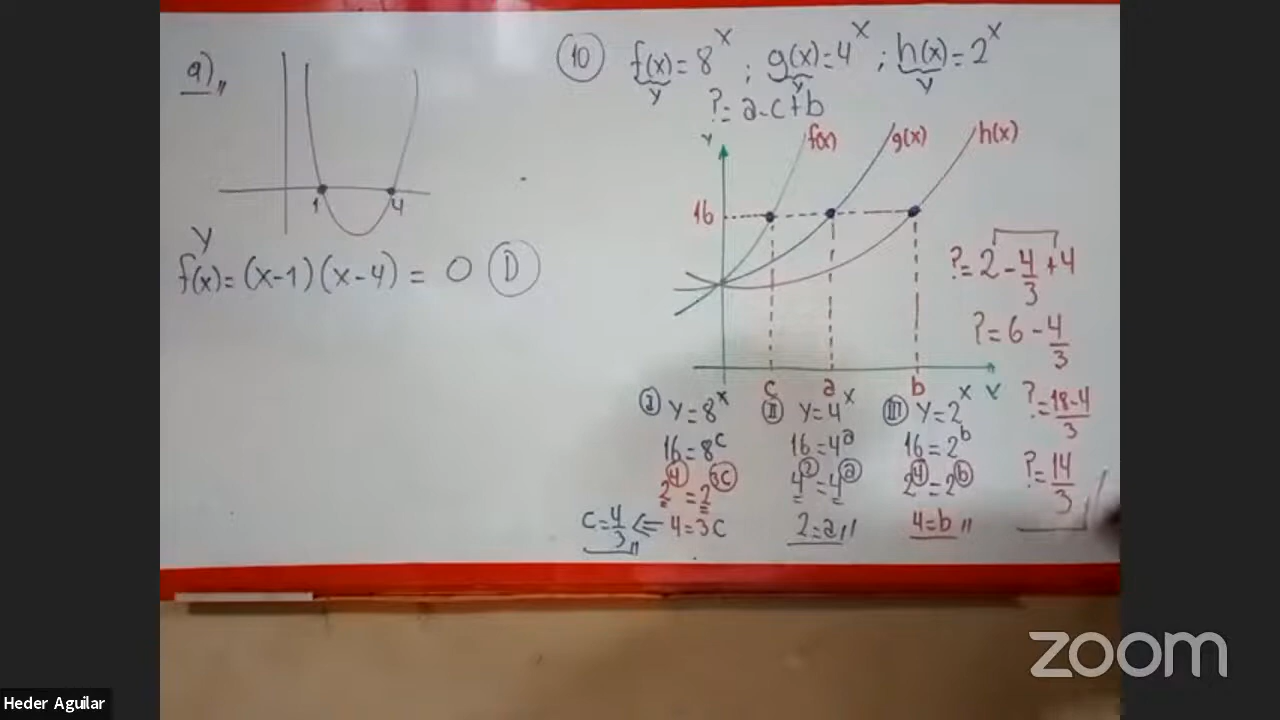 9)
1 4
Y
f(x)=(x-1)(x-4) = 0 D
10 f(x)=8^x ; g(x)=4^x ; h(x)=2^x
y y y
?= a-c+b
Y f(x) g(x) h(x)
16
c a b X
I Y=8^x
16=8^c
2^4=2^3c
4=3c
c=4/3 <=
II Y=4^x
16=4^a
4^2=4^a
2=a
III Y=2^x
16=2^b
2^4=2^b
4=b
?=2-4/3+4
?=6-4/3
?=18-4/3
?=14/3
zoom
Heder Aguilar